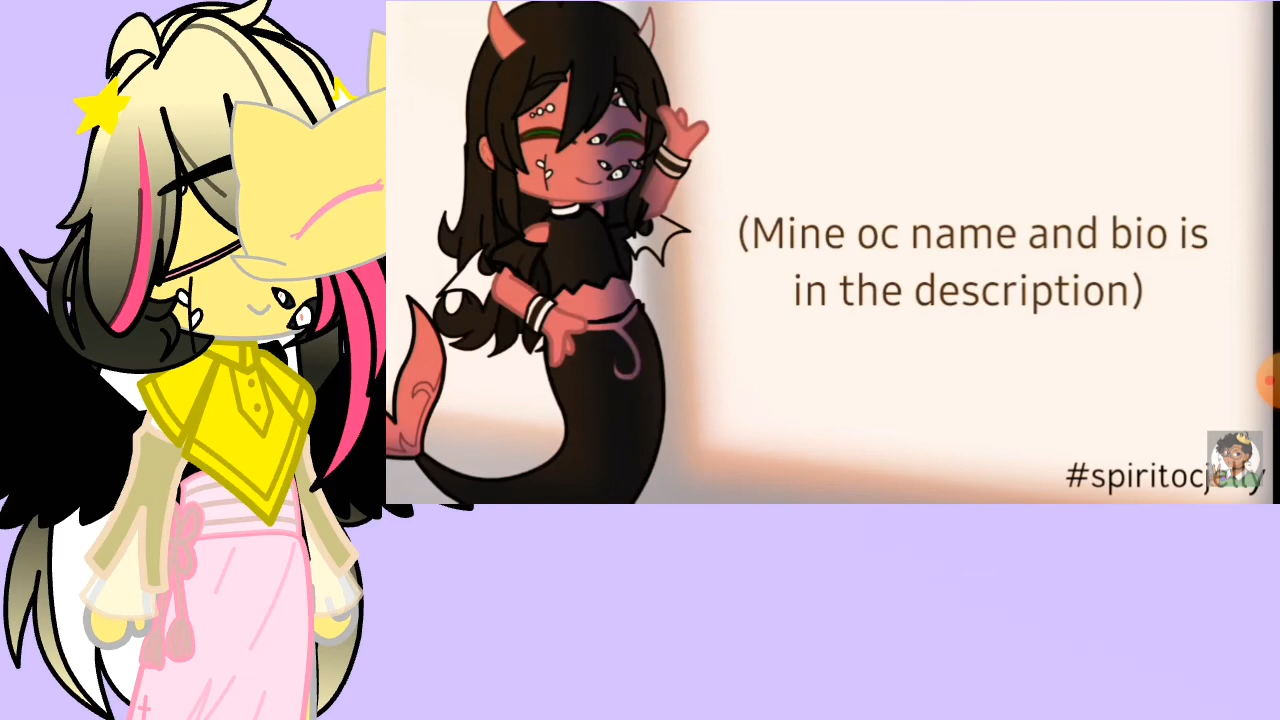 (Mine oc name and bio is
in the description)
#spiritocjelly